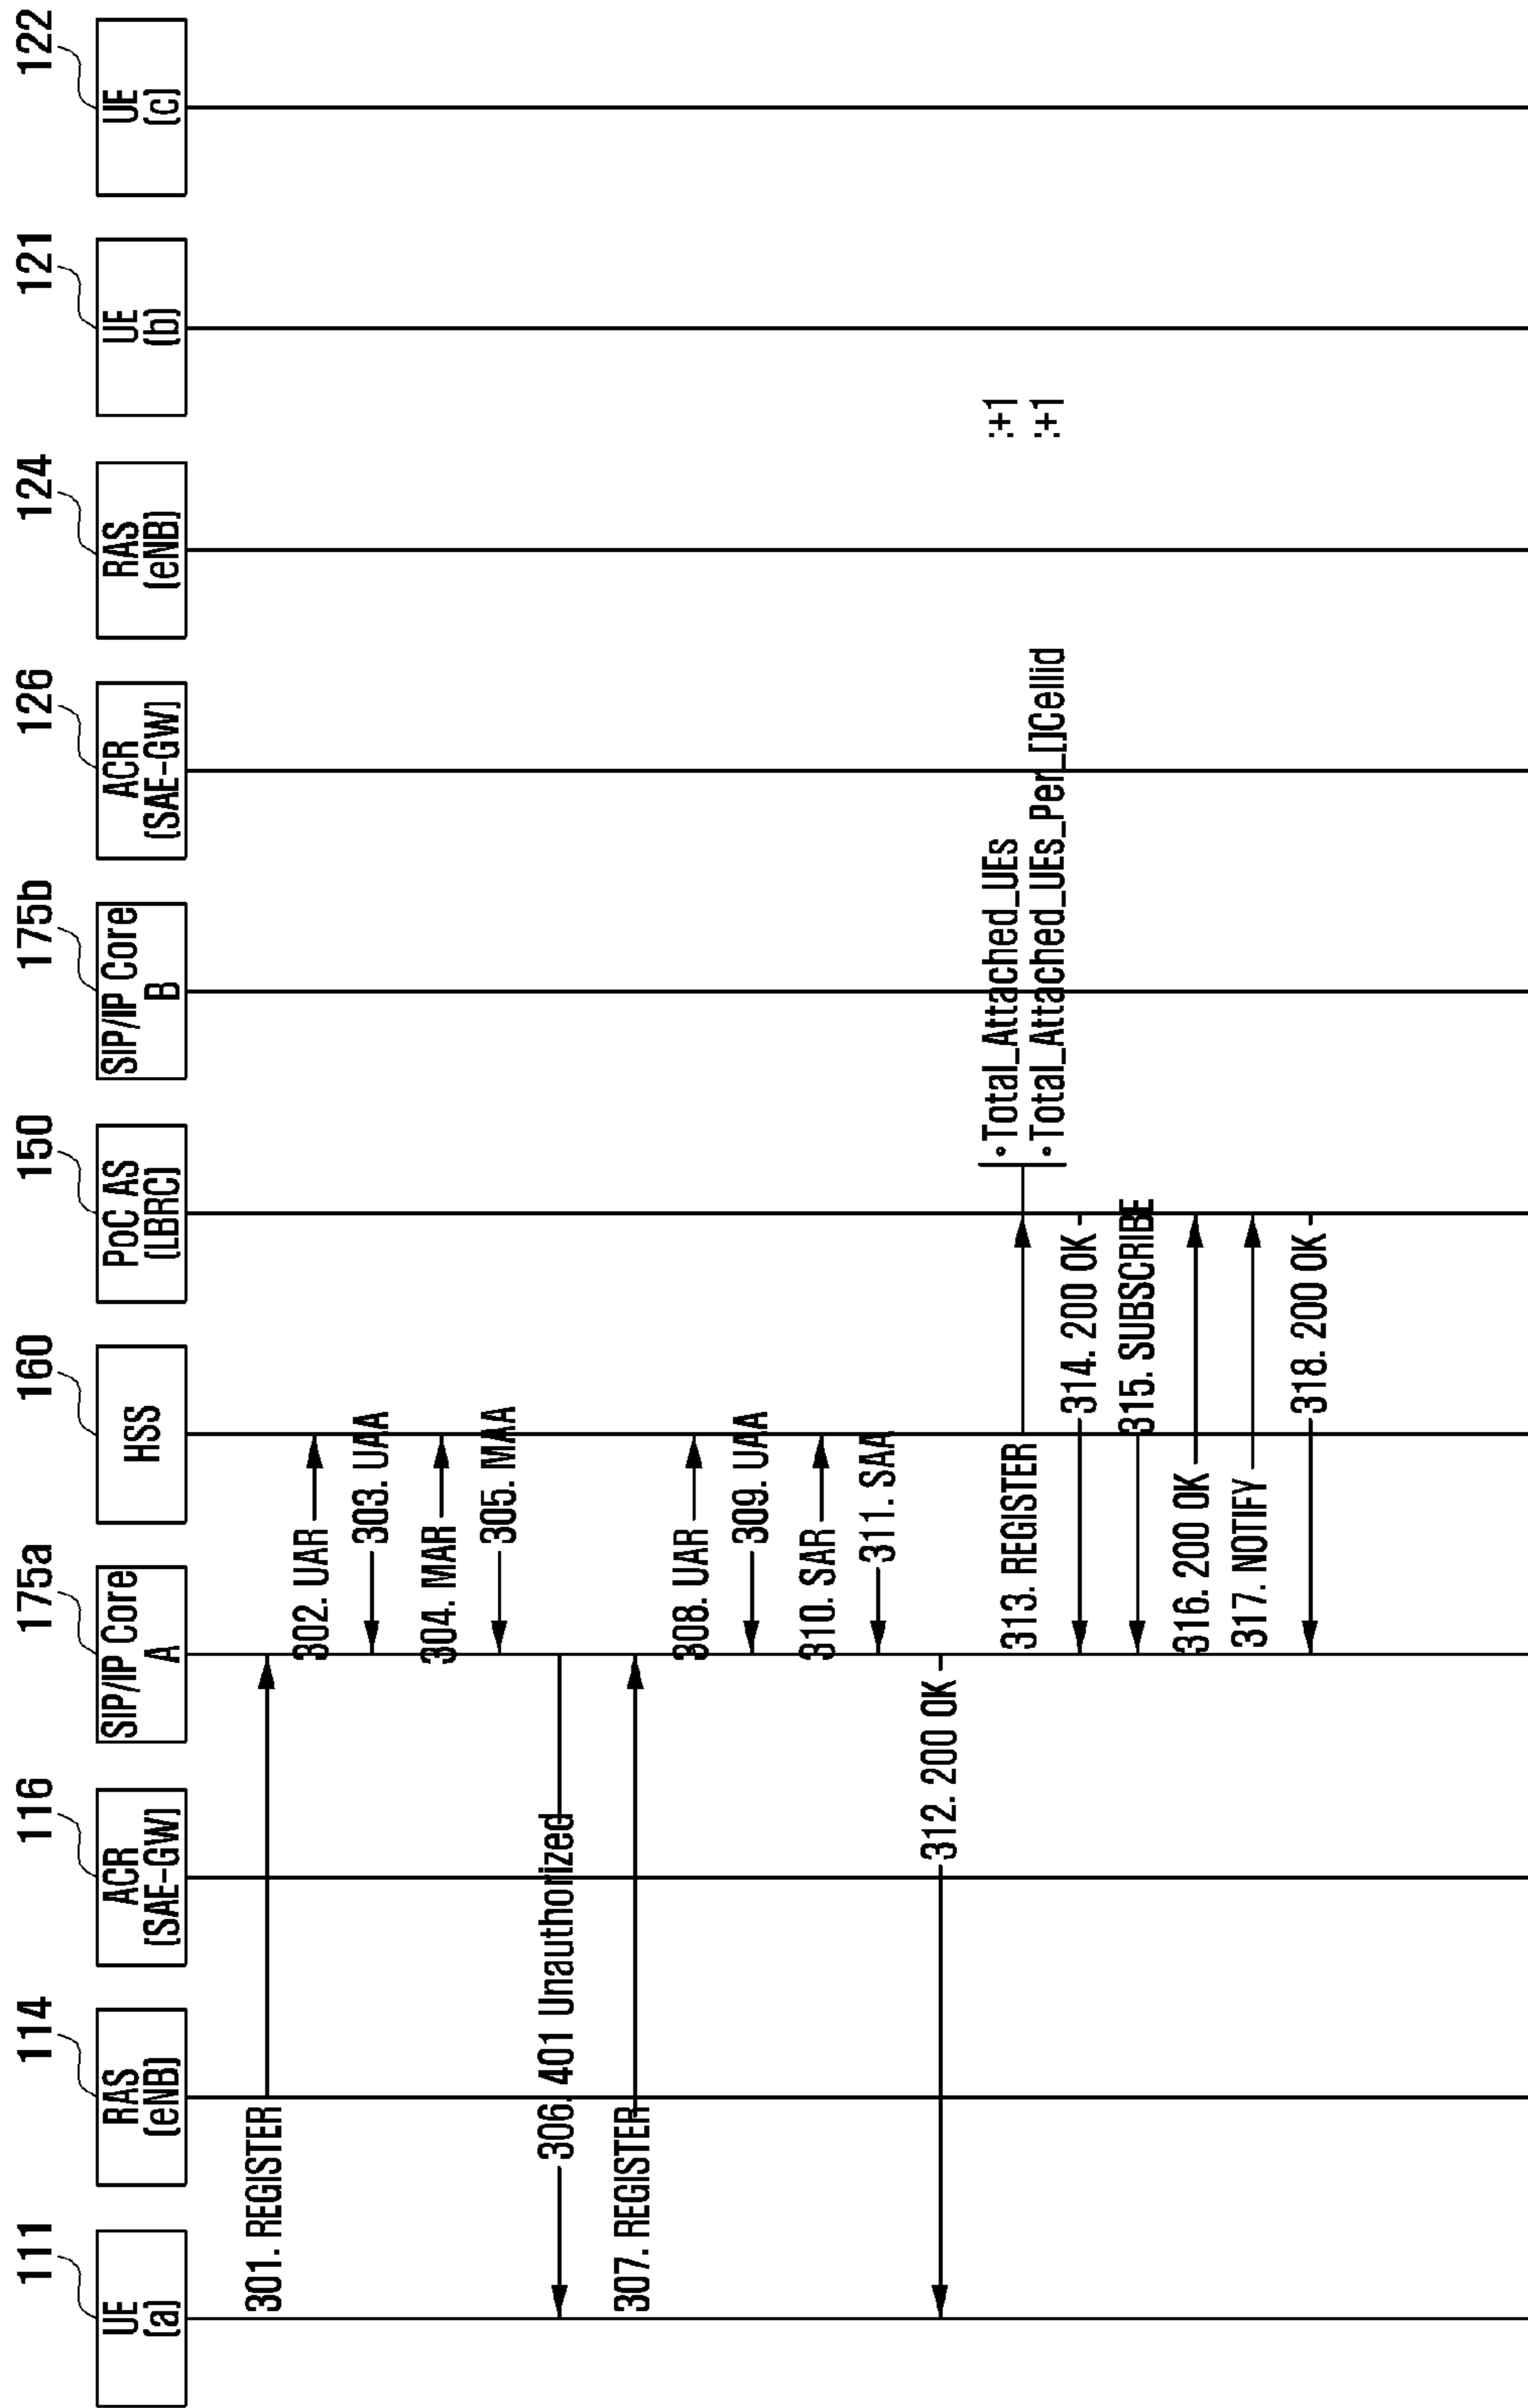 111
114
116
175a
160
150
175b
126
124
121
122
UE
(a)
RAS
(eNB)
ACR
(SAE-GW)
SIP/IP Core
A
HSS
PoC AS
(LBRC)
SIP/IP Core
B
ACR
(SAE-GW)
RAS
(eNB)
UE
(b)
UE
(c)
301. REGISTER
302. UAR
303. UAA
304. MAR
305. MAA
306. 401 Unauthorized
307. REGISTER
308. UAR
309. UAA
310. SAR
311. SAA
312. 200 OK
• Total_Attached_UEs :+1
313. REGISTER
• Total_Attached_UEs_Per_[]Cellid :+1
314. 200 OK
315. SUBSCRIBE
316. 200 OK
317. NOTIFY
318. 200 OK